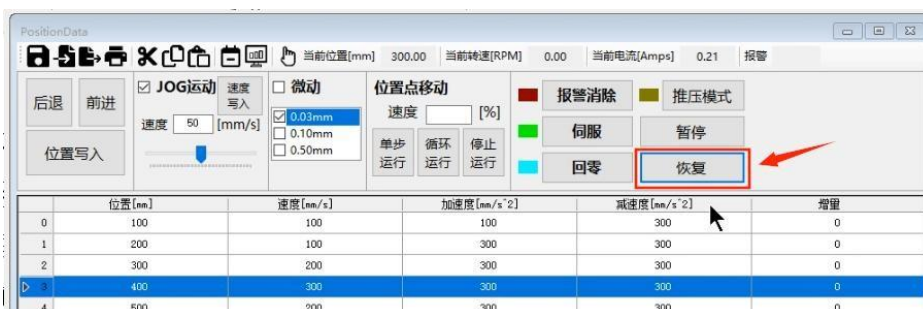 PositionData
当前位置[mm] 300.00 当前转速[RPM] 0.00 当前电流[Amps] 0.21 报警
后退 前进 JOG运动 速度写入 微动 位置点移动 报警消除 推压模式
速度 50 [mm/s] 0.03mm 速度 [%]
0.10mm 伺服 暂停
位置写入 0.50mm 单步运行 循环运行 停止运行 回零 恢复
位置[mm] 速度[mm/s] 加速度[mm/s^2] 减速度[mm/s^2] 增量
0 100 100 100 300 0
1 200 100 300 300 0
2 300 200 300 300 0
3 400 300 300 300 0
4 500 200 300 300 0